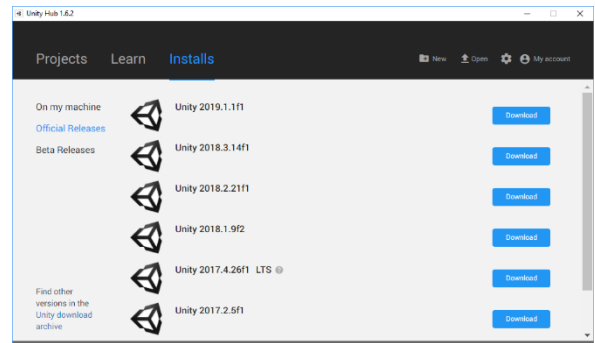 Unity Hub 1.6.2
Projects Learn Installs New Open My account
On my machine
Official Releases
Beta Releases
Unity 2019.1.1f1 Download
Unity 2018.3.14f1 Download
Unity 2018.2.21f1 Download
Unity 2018.1.9f2 Download
Unity 2017.4.26f1 LTS Download
Unity 2017.2.5f1 Download
Find other
versions in the
Unity download
archive